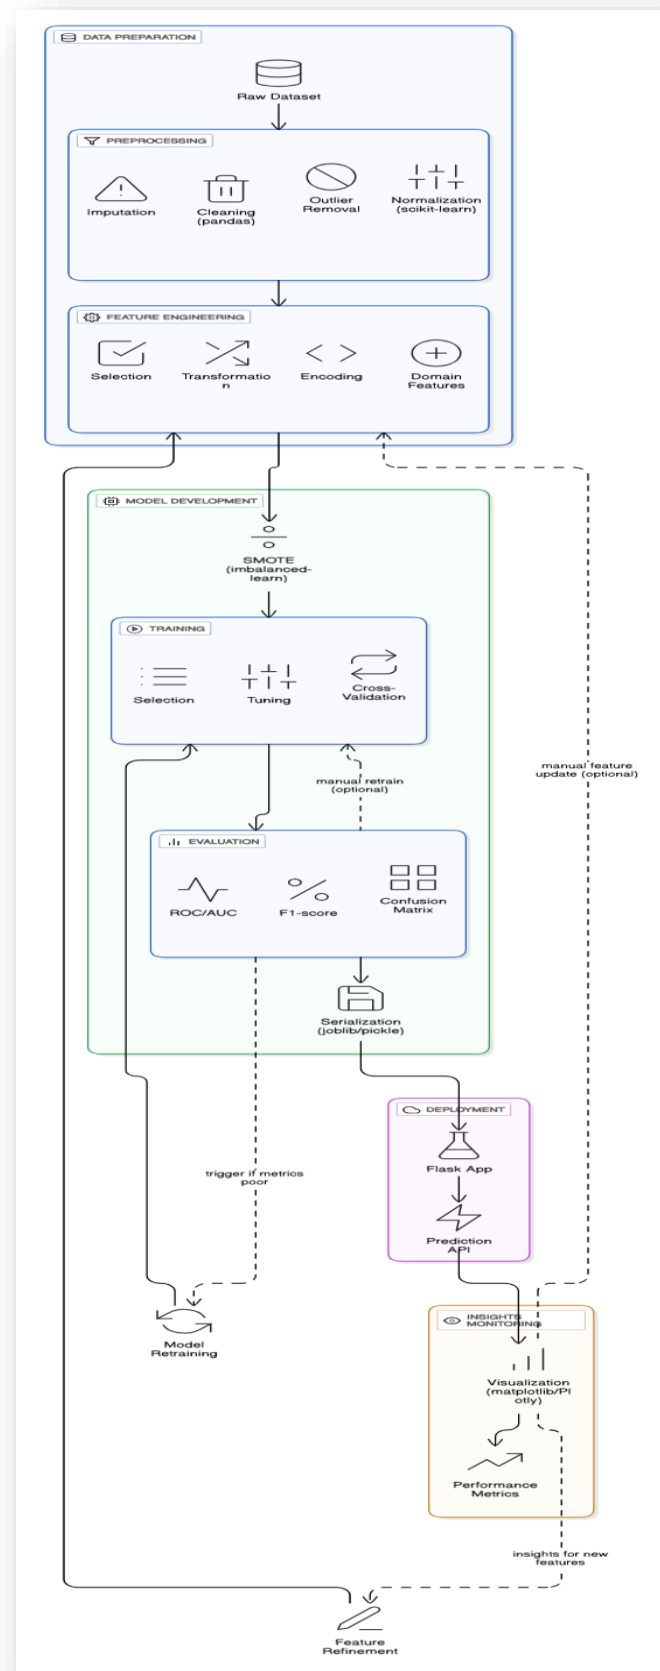 DATA PREPARATION
Raw Dataset
PREPROCESSING
Imputation
Cleaning
(pandas)
Outlier
Removal
Normalization
(scikit-learn)
FEATURE ENGINEERING
Selection
Transformatio
n
Encoding
Domain
Features
MODEL DEVELOPMENT
SMOTE
(imbalanced-
learn)
TRAINING
Selection
Tuning
Cross-
Validation
manual feature
update (optional)
manual retrain
(optional)
EVALUATION
ROC/AUC
F1-score
Confusion
Matrix
Serialization
(joblib/pickle)
DEPLOYMENT
Flask App
trigger if metrics
poor
Prediction
API
INSIGHTS
MONITORING
Model
Retraining
Visualization
(matplotlib/Pl
otly)
Performance
Metrics
insights for new
features
Feature
Refinement